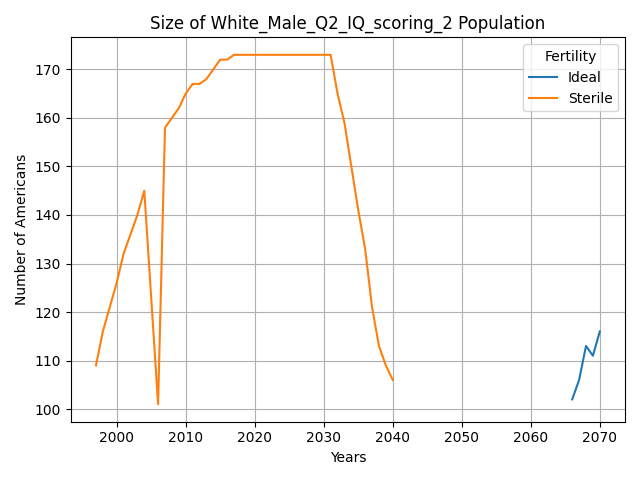 Size of White_Male_Q2_IQ_scoring_2 Population
Number of Americans
170
160
150
140
130
120
110
100
Fertility
Ideal
Sterile
2000 2010 2020 2030 2040 2050 2060 2070
Years